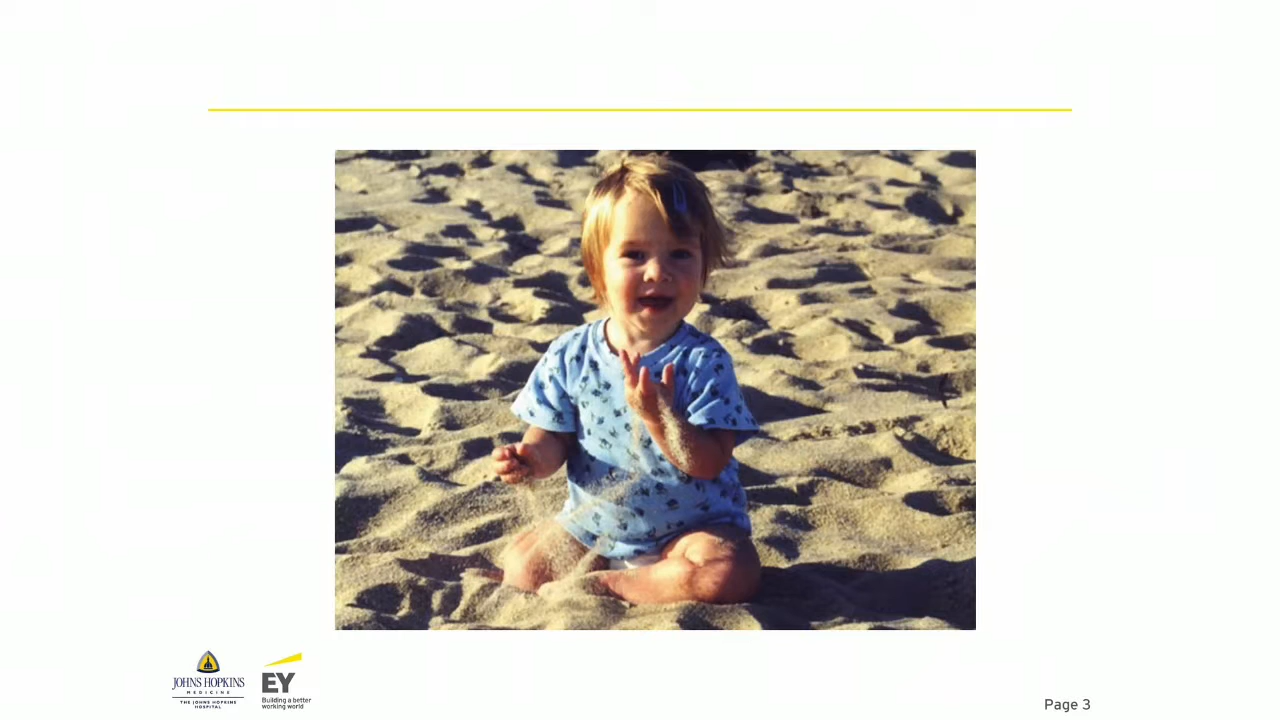 JOHNS HOPKINS
MEDICINE
THE JOHNS HOPKINS
HOSPITAL
EY
Building a better
working world
Page 3